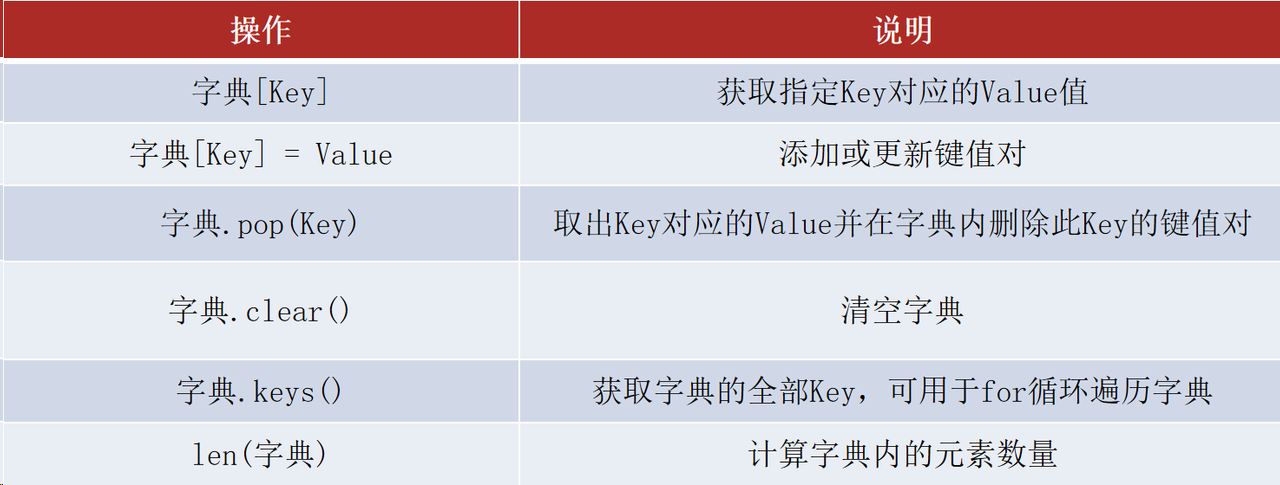 操作 说明
字典[Key] 获取指定Key对应的Value值
字典[Key] = Value 添加或更新键值对
字典.pop(Key) 取出Key对应的Value并在字典内删除此Key的键值对
字典.clear() 清空字典
字典.keys() 获取字典的全部Key，可用于for循环遍历字典
len(字典) 计算字典内的元素数量